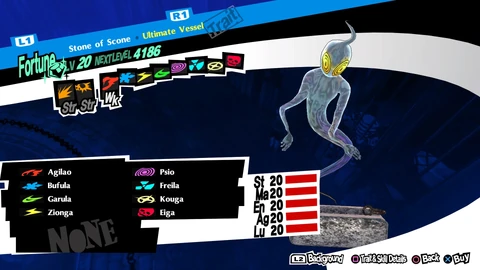 R1
L1
Stone of Scone Ultimate Vessel Trait
Fortune LV 20 NEXT LEVEL 4186
Str Str Wk
Agilao Psio
Bufula Freila
Garula Kouga
Zionga Eiga
NONE
St 20
Ma 20
En 20
Ag 20
Lu 20
L2 Background Trait & Skill Details Back Buy